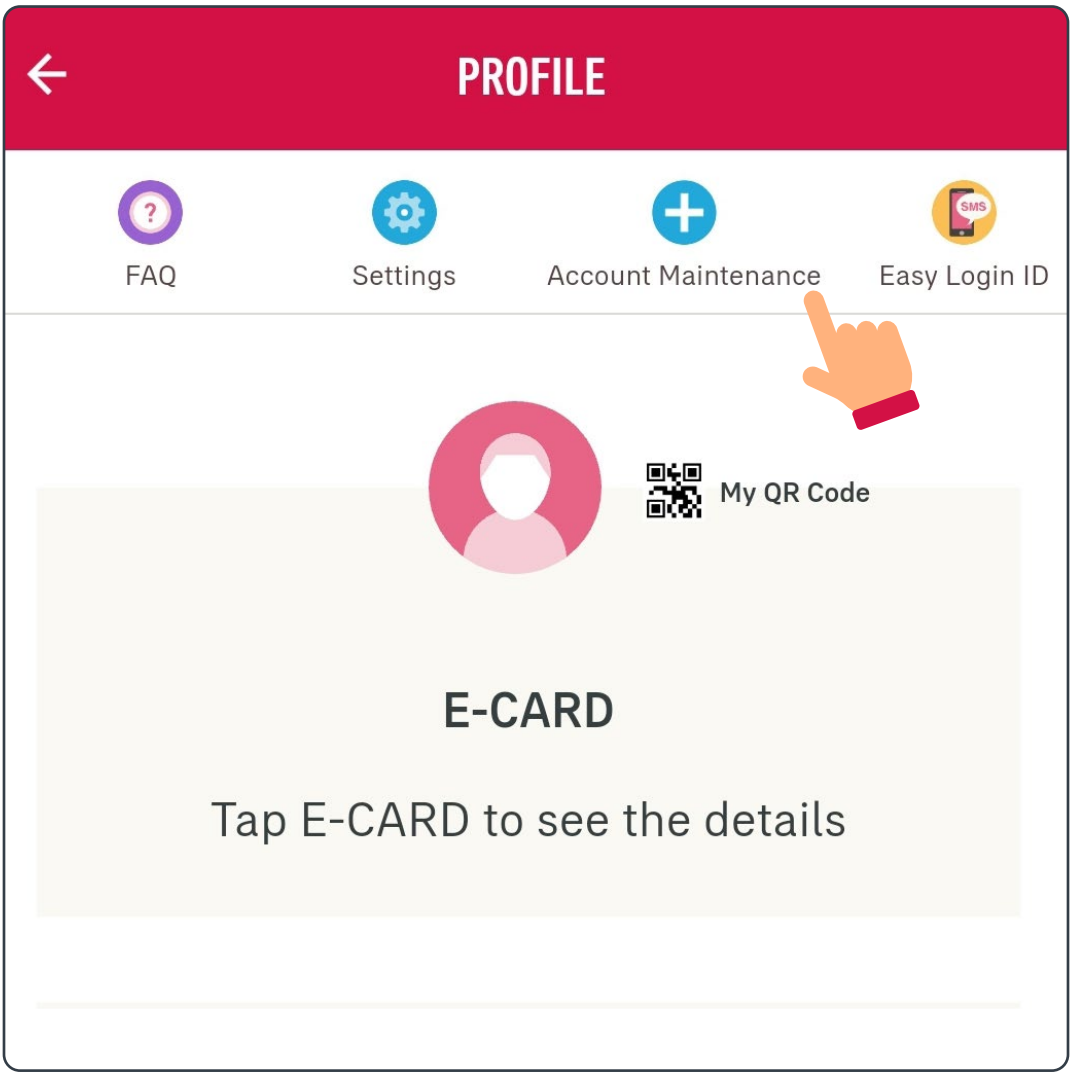 PROFILE
?
SMS
FAQ
Settings
Account Maintenance
Easy Login ID
My QR Code
E-CARD
Tap E-CARD to see the details